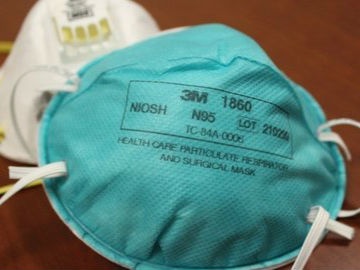 3M 1860
NIOSH N95 LOT
TC-84A-0006
HEALTH CARE PARTICULATE RESPIRATOR
AND SURGICAL MASK